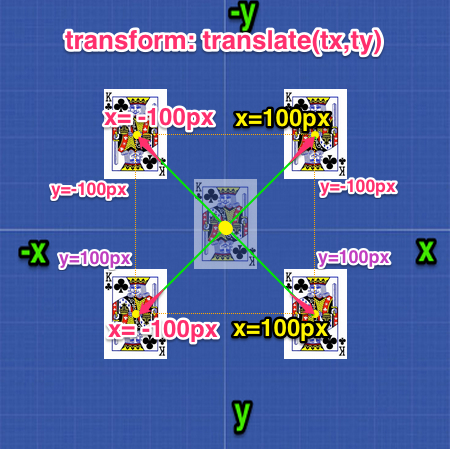 -y
transform: translate(tx,ty)
K
K
x= -100px
x=100px
K
K
y=-100px
y=-100px
K
-x
x
y=100px
y=100px
K
K
K
x= -100px
x=100px
K
K
y